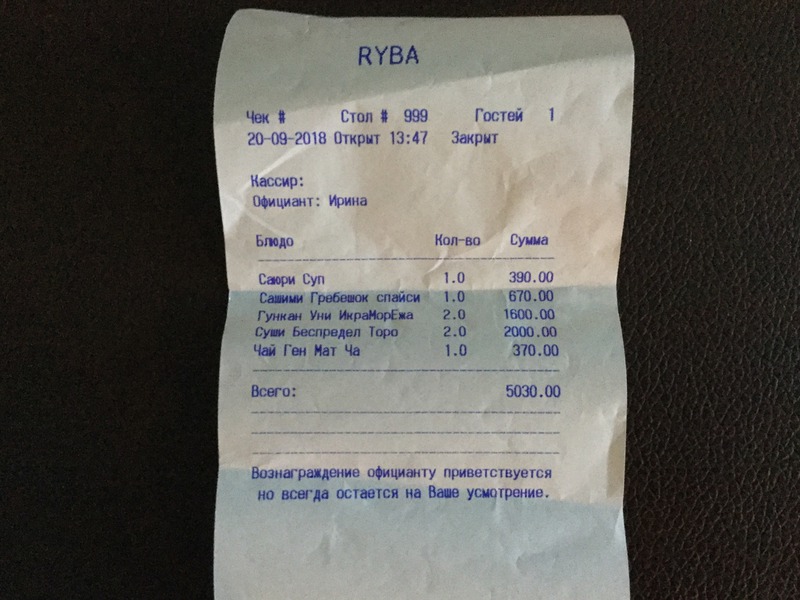 RYBA
Чек # Стол # 999 Гостей 1
20-09-2018 Открыт 13:47 Закрыт
Кассир:
Официант: Ирина
Блюдо Кол-во Сумма
Саюри Суп 1.0 390.00
Сашими Гребешок спайси 1.0 670.00
Гункан Уни ИкраМорЕжа 2.0 1600.00
Суши Беспредел Торо 2.0 2000.00
Чай Ген Мат Ча 1.0 370.00
Всего: 5030.00
Вознаграждение официанту приветствуется
но всегда остается на Ваше усмотрение.